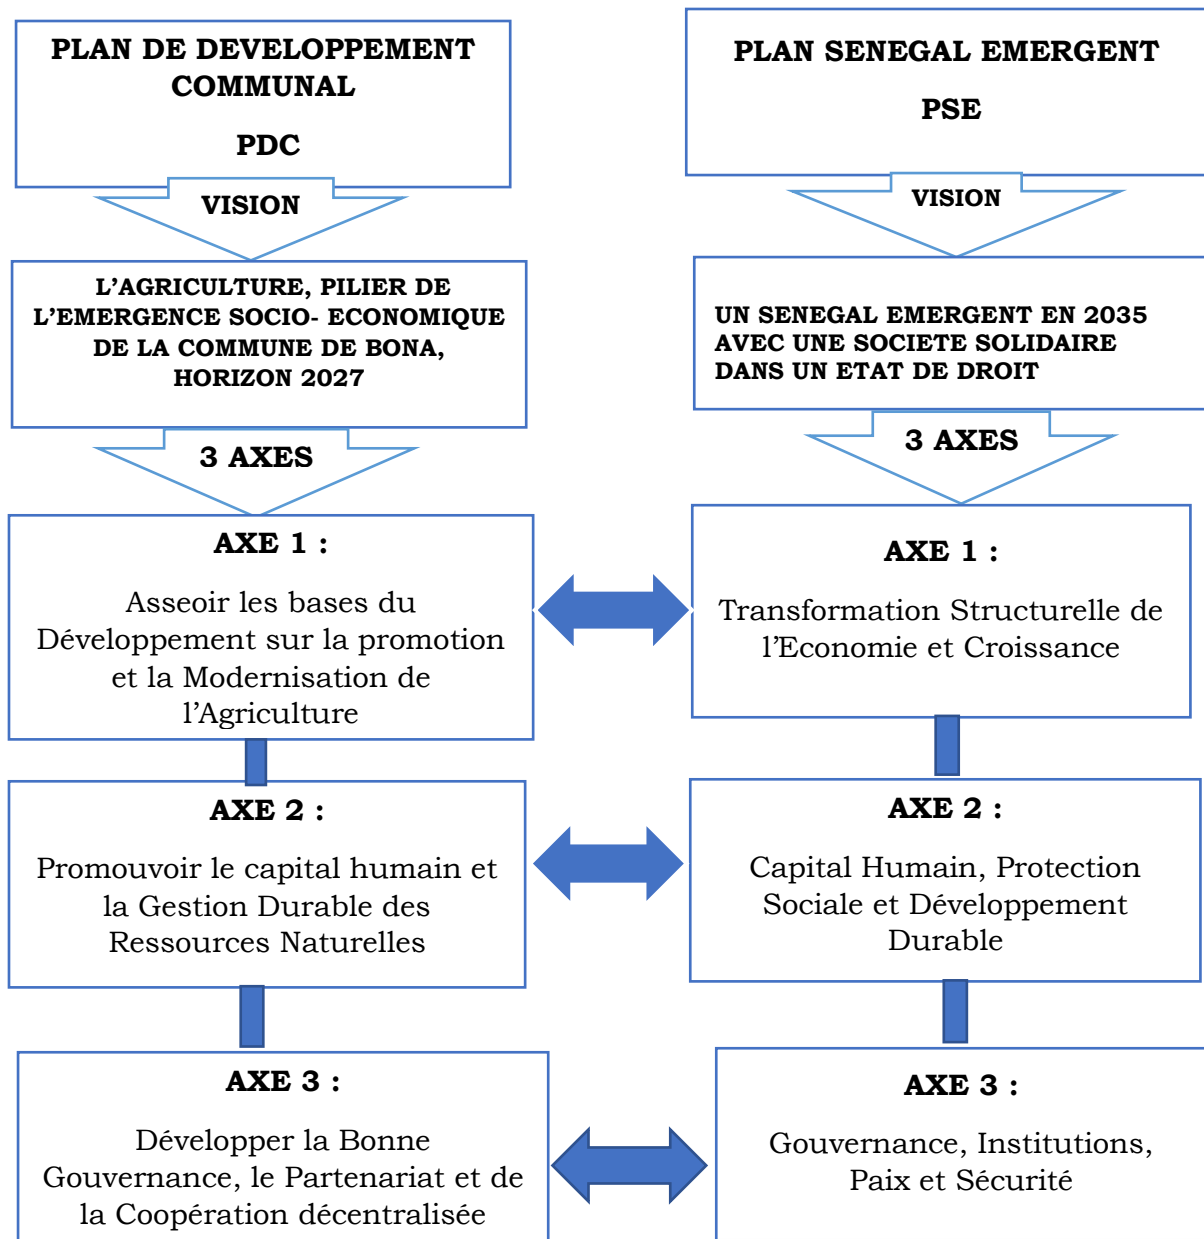 PLAN DE DEVELOPPEMENT
COMMUNAL
PDC
VISION
L’AGRICULTURE, PILIER DE
L’EMERGENCE SOCIO- ECONOMIQUE
DE LA COMMUNE DE BONA,
HORIZON 2027
3 AXES
AXE 1 :
Asseoir les bases du
Développement sur la promotion
et la Modernisation de
l’Agriculture
AXE 2 :
Promouvoir le capital humain et
la Gestion Durable des
Ressources Naturelles
AXE 3 :
Développer la Bonne
Gouvernance, le Partenariat et de
la Coopération décentralisée
PLAN SENEGAL EMERGENT
PSE
VISION
UN SENEGAL EMERGENT EN 2035
AVEC UNE SOCIETE SOLIDAIRE
DANS UN ETAT DE DROIT
3 AXES
AXE 1 :
Transformation Structurelle de
l’Economie et Croissance
AXE 2 :
Capital Humain, Protection
Sociale et Développement
Durable
AXE 3 :
Gouvernance, Institutions,
Paix et Sécurité